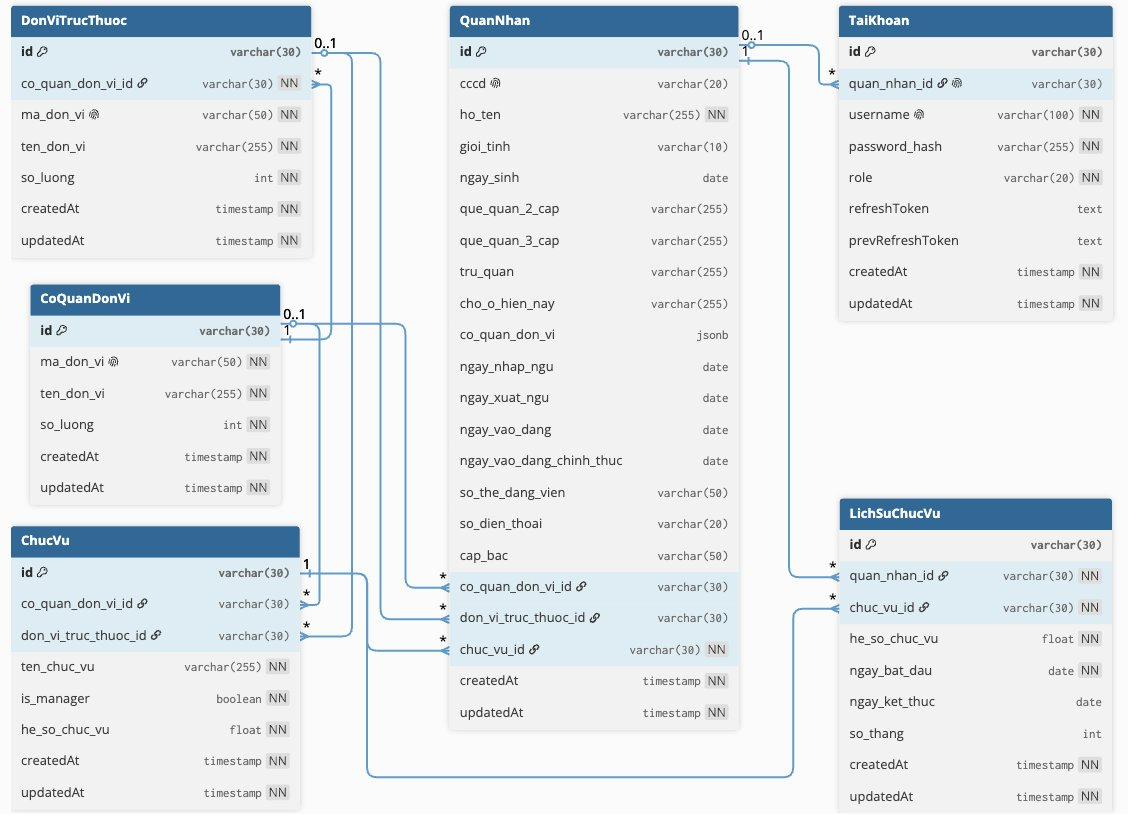 DonViTrucThuoc
id varchar(30)
co_quan_don_vi_id varchar(30) NN
ma_don_vi varchar(50) NN
ten_don_vi varchar(255) NN
so_luong int NN
createdAt timestamp NN
updatedAt timestamp NN
0..1
*
CoQuanDonVi
id varchar(30)
ma_don_vi varchar(50) NN
ten_don_vi varchar(255) NN
so_luong int NN
createdAt timestamp NN
updatedAt timestamp NN
0..1
1
ChucVu
id varchar(30)
co_quan_don_vi_id varchar(30)
don_vi_truc_thuoc_id varchar(30)
ten_chuc_vu varchar(255) NN
is_manager boolean NN
he_so_chuc_vu float NN
createdAt timestamp NN
updatedAt timestamp NN
1
*
*
QuanNhan
id varchar(30)
cccd varchar(20)
ho_ten varchar(255) NN
gioi_tinh varchar(10)
ngay_sinh date
que_quan_2_cap varchar(255)
que_quan_3_cap varchar(255)
tru_quan varchar(255)
cho_o_hien_nay varchar(255)
co_quan_don_vi jsonb
ngay_nhap_ngu date
ngay_xuat_ngu date
ngay_vao_dang date
ngay_vao_dang_chinh_thuc date
so_the_dang_vien varchar(50)
so_dien_thoai varchar(20)
cap_bac varchar(50)
* co_quan_don_vi_id varchar(30)
* don_vi_truc_thuoc_id varchar(30)
* chuc_vu_id varchar(30) NN
createdAt timestamp NN
updatedAt timestamp NN
0..1
1
TaiKhoan
id varchar(30)
* quan_nhan_id varchar(30)
username varchar(100) NN
password_hash varchar(255) NN
role varchar(20) NN
refreshToken text
prevRefreshToken text
createdAt timestamp NN
updatedAt timestamp NN
LichSuChucVu
id varchar(30)
* quan_nhan_id varchar(30) NN
* chuc_vu_id varchar(30) NN
he_so_chuc_vu float NN
ngay_bat_dau date NN
ngay_ket_thuc date
so_thang int
createdAt timestamp NN
updatedAt timestamp NN